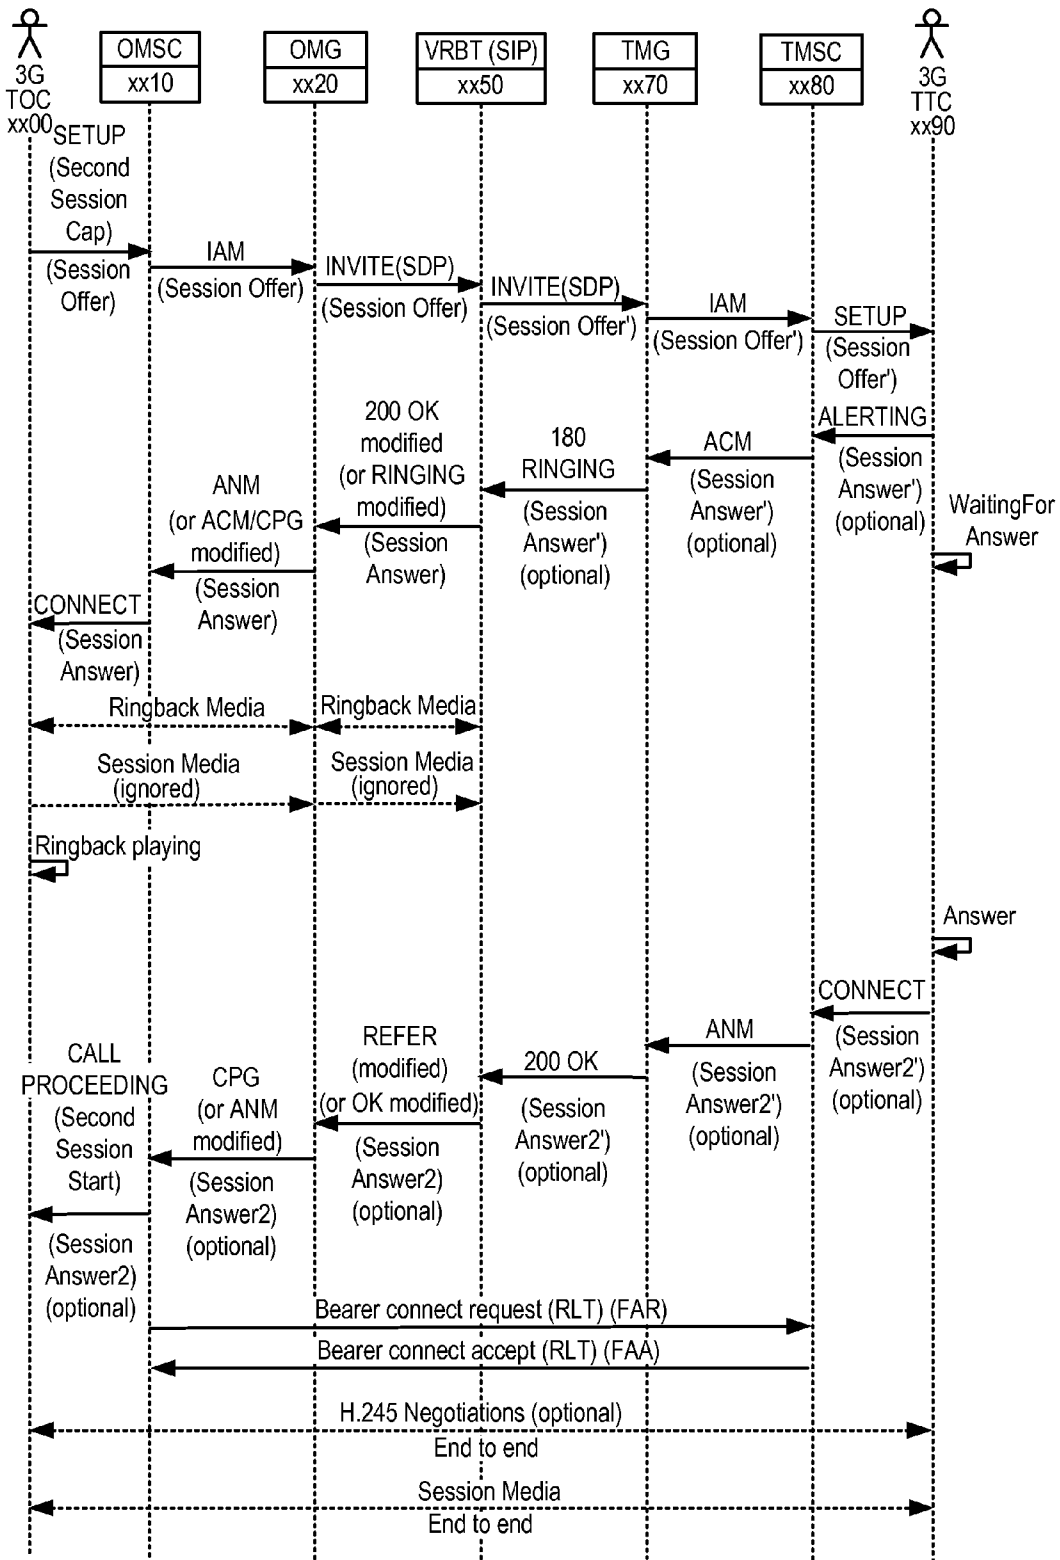 OMSC
xx10
OMG
xx20
VRBT (SIP)
xx50
TMG
xx70
TMSC
xx80
3G
TOC
xx00
3G
TTC
xx90
SETUP
(Second
Session
Cap)
(Session
Offer)
IAM
(Session Offer)
INVITE(SDP)
(Session Offer)
INVITE(SDP)
(Session Offer')
IAM
(Session Offer')
SETUP
(Session
Offer')
ALERTING
(Session
Answer')
(optional)
WaitingFor
Answer
ACM
(Session
Answer')
(optional)
180
RINGING
(Session
Answer')
(optional)
200 OK
modified
(or RINGING
modified)
(Session
Answer)
ANM
(or ACM/CPG
modified)
(Session
Answer)
CONNECT
(Session
Answer)
Ringback Media
Ringback Media
Session Media
(ignored)
Session Media
(ignored)
Ringback playing
Answer
CONNECT
(Session
Answer2')
(optional)
ANM
(Session
Answer2')
(optional)
200 OK
(Session
Answer2')
(optional)
REFER
(modified)
(or OK modified)
(Session
Answer2)
(optional)
CPG
(or ANM
modified)
(Session
Answer2)
(optional)
CALL
PROCEEDING
(Second
Session
Start)
(Session
Answer2)
(optional)
Bearer connect request (RLT) (FAR)
Bearer connect accept (RLT) (FAA)
H.245 Negotiations (optional)
End to end
Session Media
End to end